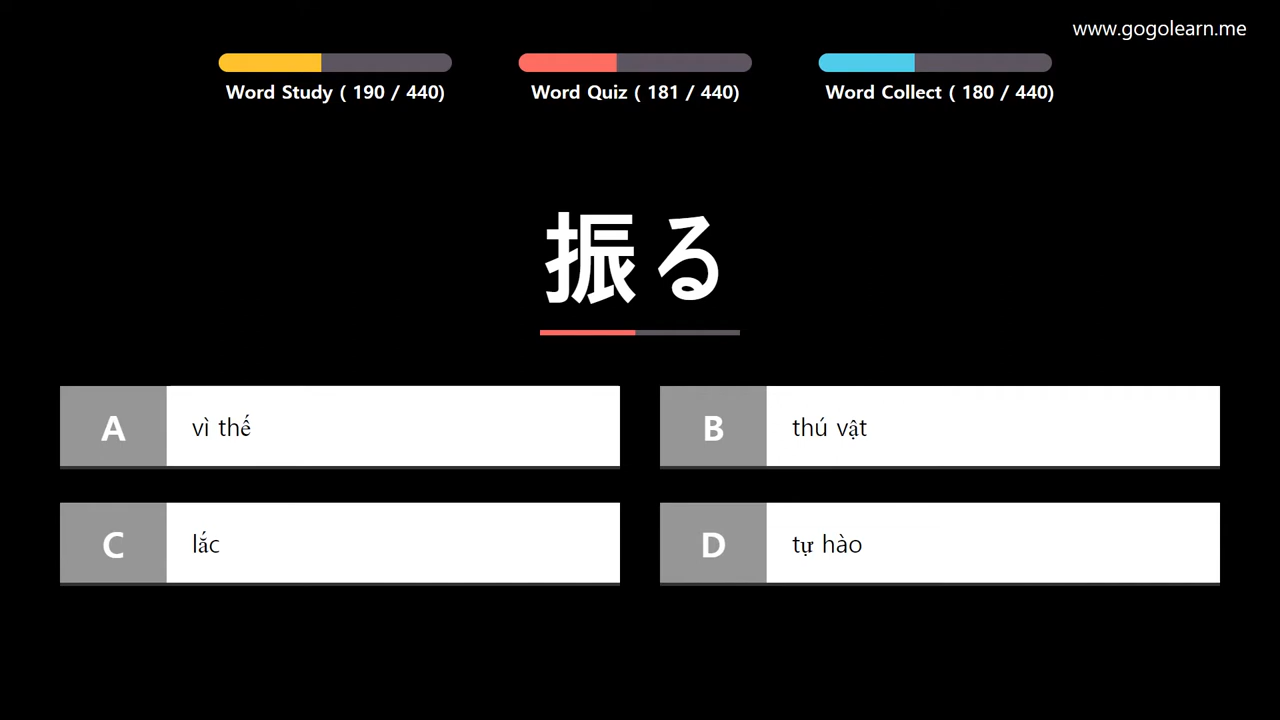 www.gogolearn.me
Word Study ( 190 / 440)
Word Quiz ( 181 / 440)
Word Collect ( 180 / 440)
振る
A vì thế
B thú vật
C lắc
D tự hào